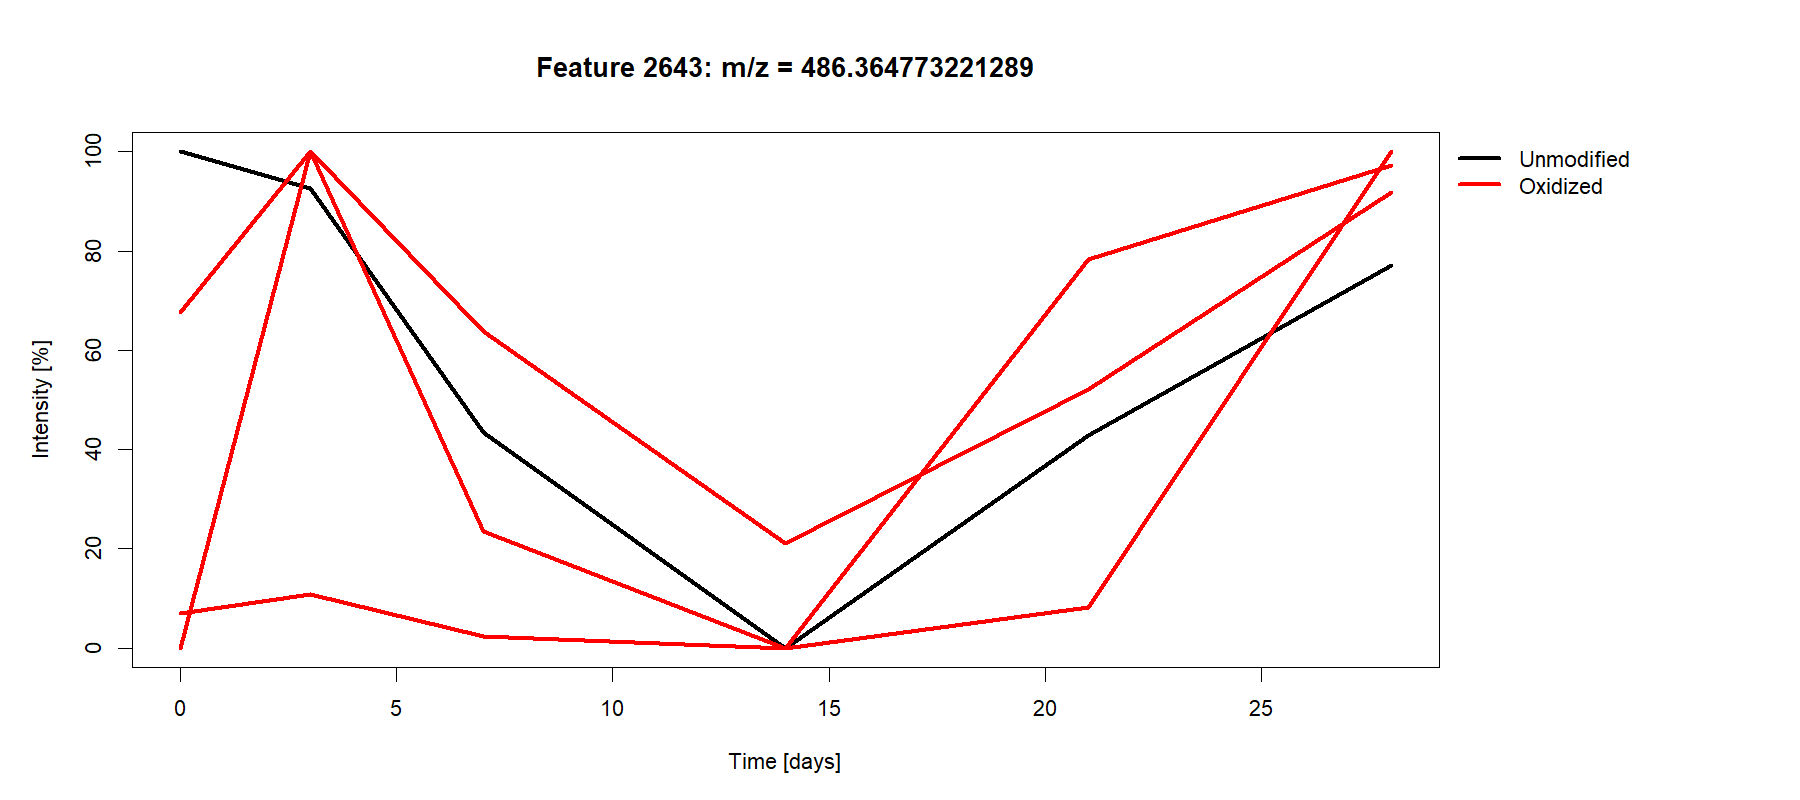 Feature 2643: m/z = 486.364773221289
Unmodified
Oxidized
Intensity [%]
100
80
60
40
20
0
0 5 10 15 20 25
Time [days]